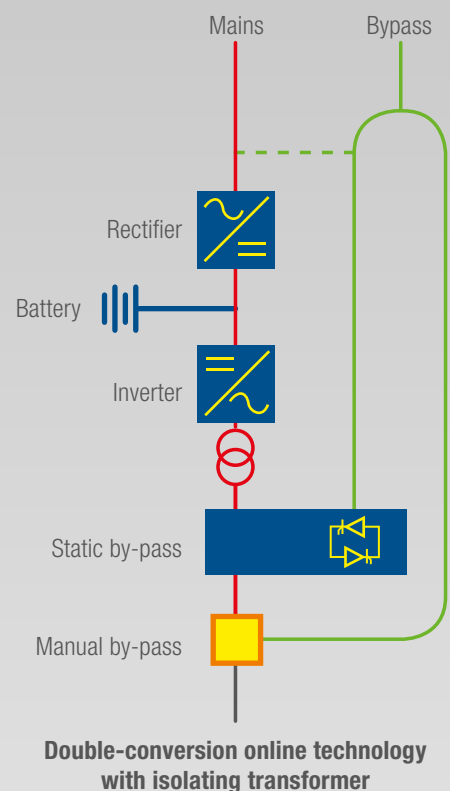 Mains
Bypass
Rectifier
Battery
Inverter
Static by-pass
Manual by-pass
Double-conversion online technology
with isolating transformer